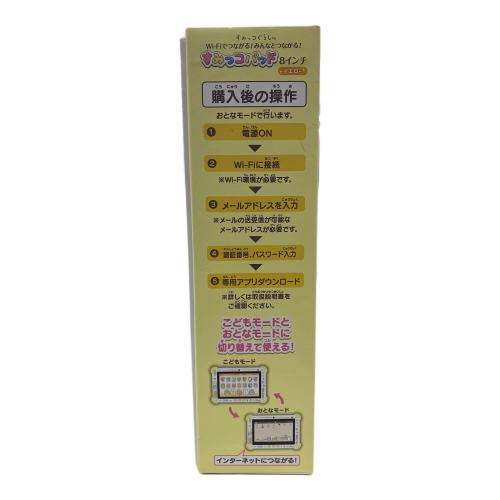 すみっコぐらし™
Wi-Fiでつながる!みんなとつながる!
すみっコパッド 8インチ
購入後の操作
おとなモードで行います。
1 電源ON
2 Wi-Fiに接続
※Wi-Fi環境が必要です。
3 メールアドレスを入力
※メールの送受信が可能な
メールアドレスが必要です。
4 認証番号、パスワード入力
5 専用アプリダウンロード
※詳しくは取扱説明書を
ご確認ください。
こどもモードと
おとなモードに
切り替えて使える!
こどもモード
おとなモード
インターネットにつながる!